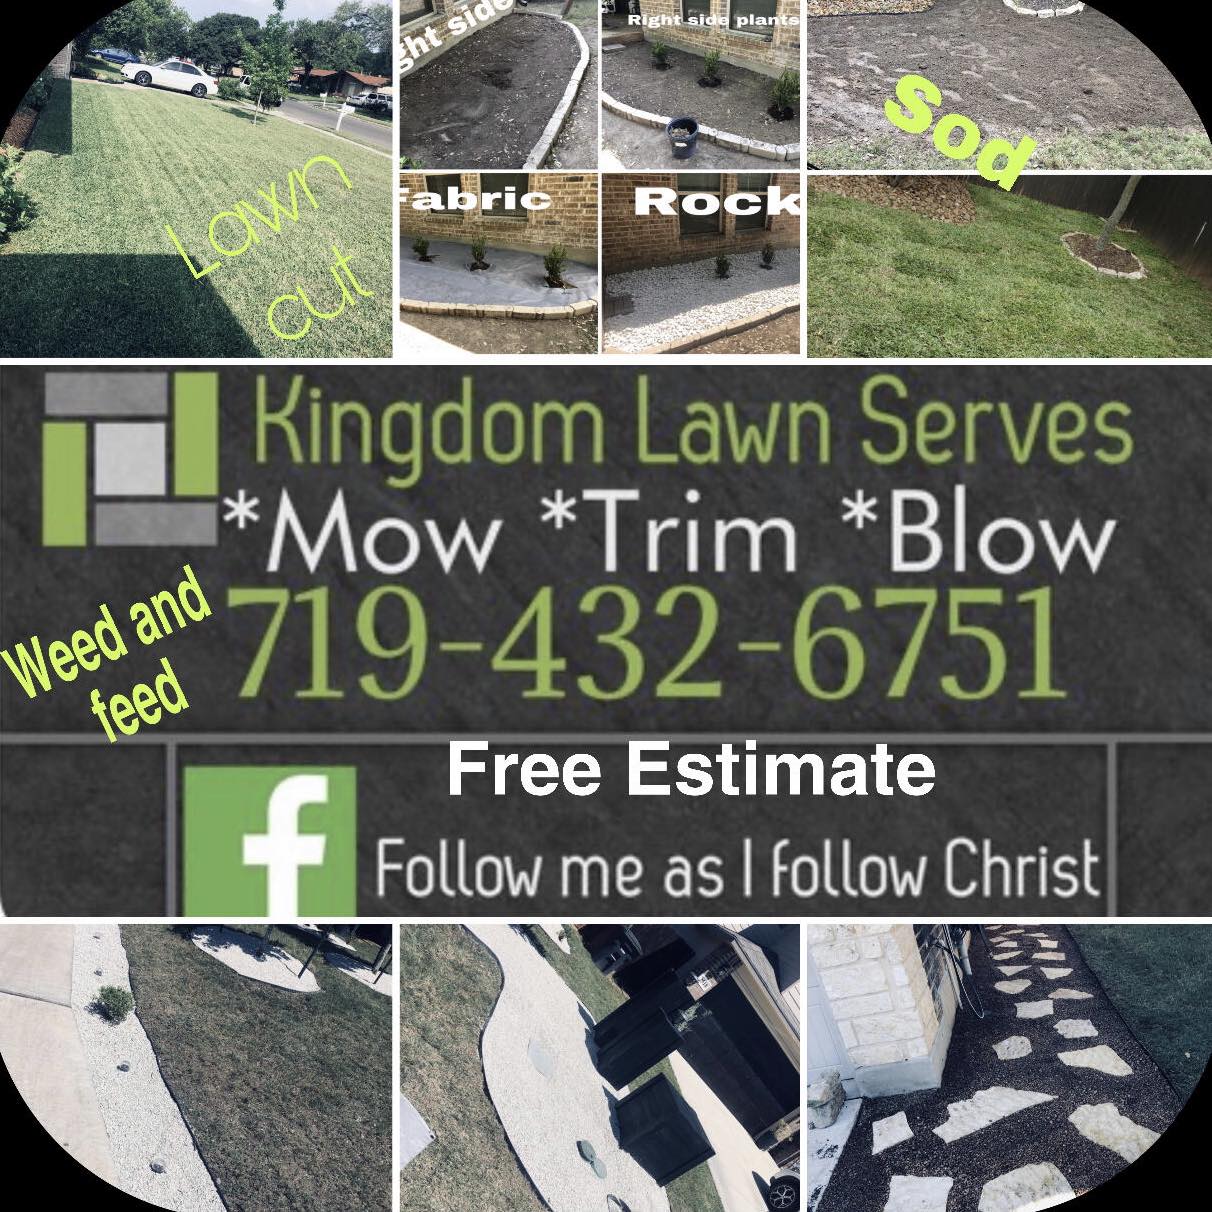 Lawn
cut
ght side
Right side plants
Fabric
Rock
Sod
Kingdom Lawn Serves
*Mow *Trim *Blow
719-432-6751
Weed and
feed
Free Estimate
f
Follow me as I follow Christ